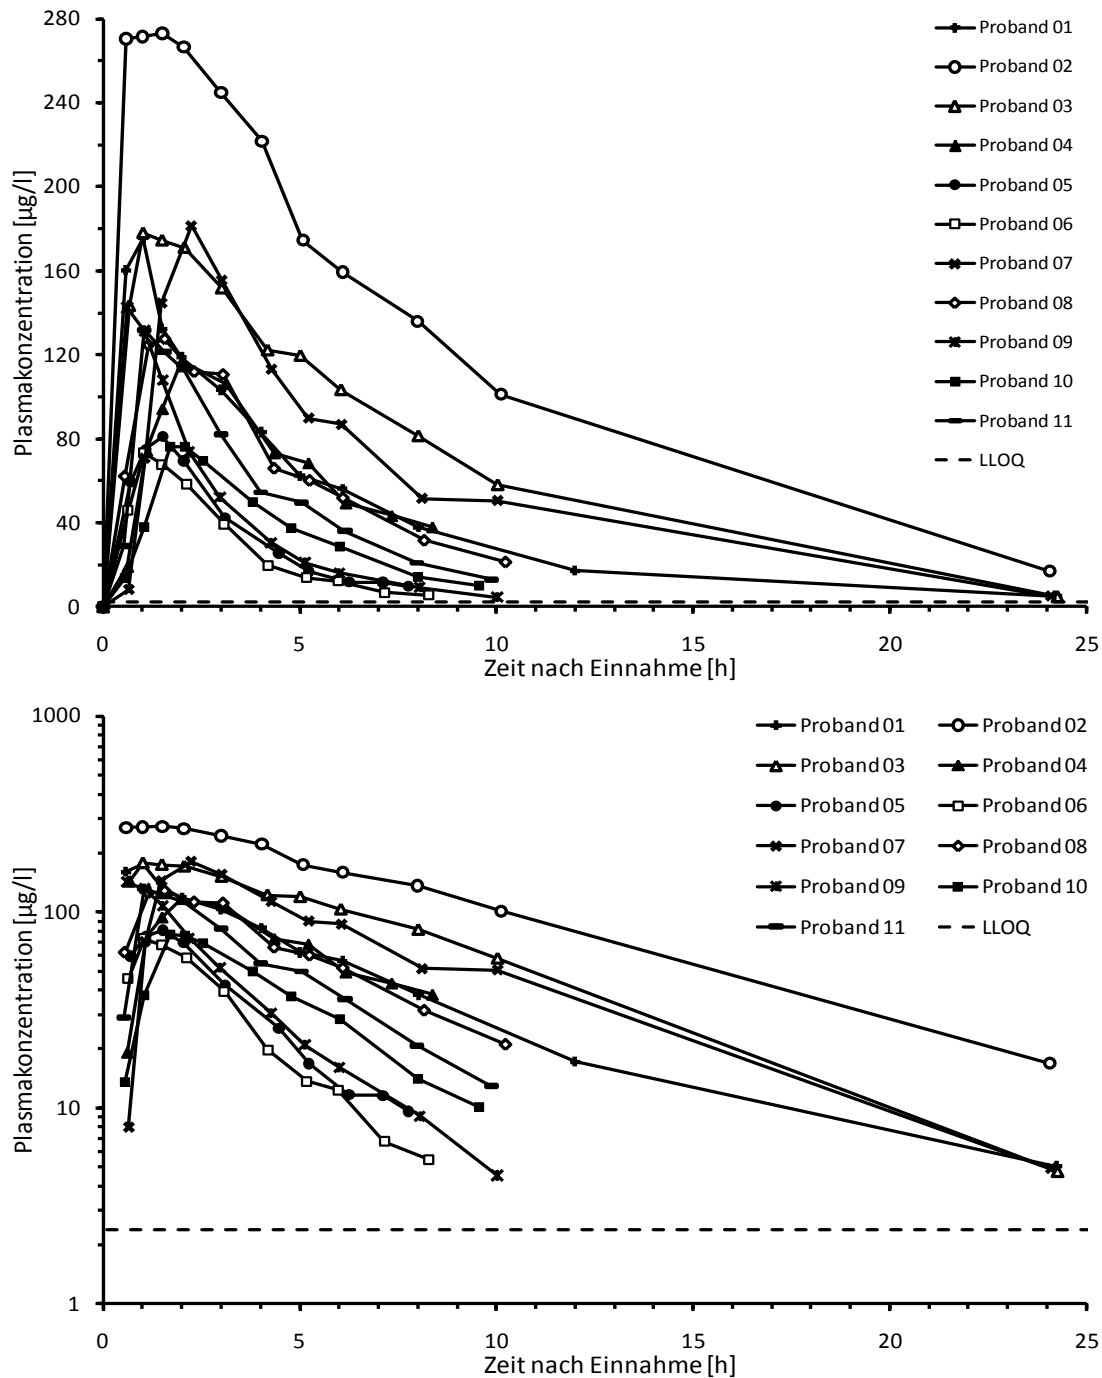 280
240
200
160
120
80
40
0
Plasmakonzentration [µg/l]
0 5 10 15 20 25
Zeit nach Einnahme [h]
Proband 01
Proband 02
Proband 03
Proband 04
Proband 05
Proband 06
Proband 07
Proband 08
Proband 09
Proband 10
Proband 11
LLOQ
1000
100
10
1
Plasmakonzentration [µg/l]
0 5 10 15 20 25
Zeit nach Einnahme [h]
Proband 01 Proband 02
Proband 03 Proband 04
Proband 05 Proband 06
Proband 07 Proband 08
Proband 09 Proband 10
Proband 11 LLOQ